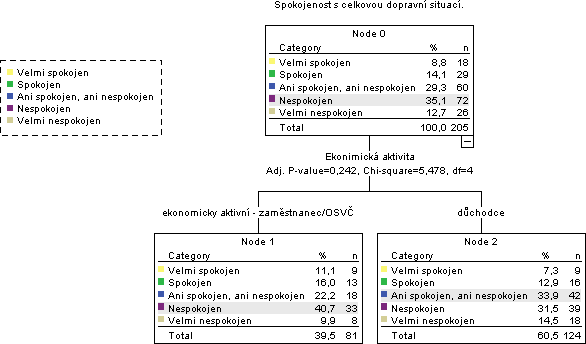 Spokojenost s celkovou dopravní situací.
Velmi spokojen
Spokojen
Ani spokojen, ani nespokojen
Nespokojen
Velmi nespokojen
Node 0
Category % n
Velmi spokojen 8,8 18
Spokojen 14,1 29
Ani spokojen, ani nespokojen 29,3 60
Nespokojen 35,1 72
Velmi nespokojen 12,7 26
Total 100,0 205
Ekonimická aktivita
Adj. P-value=0,242, Chi-square=5,478, df=4
ekonomicky aktivní - zaměstnanec/OSVČ
Node 1
Category % n
Velmi spokojen 11,1 9
Spokojen 16,0 13
Ani spokojen, ani nespokojen 22,2 18
Nespokojen 40,7 33
Velmi nespokojen 9,9 8
Total 39,5 81
důchodce
Node 2
Category % n
Velmi spokojen 7,3 9
Spokojen 12,9 16
Ani spokojen, ani nespokojen 33,9 42
Nespokojen 31,5 39
Velmi nespokojen 14,5 18
Total 60,5 124